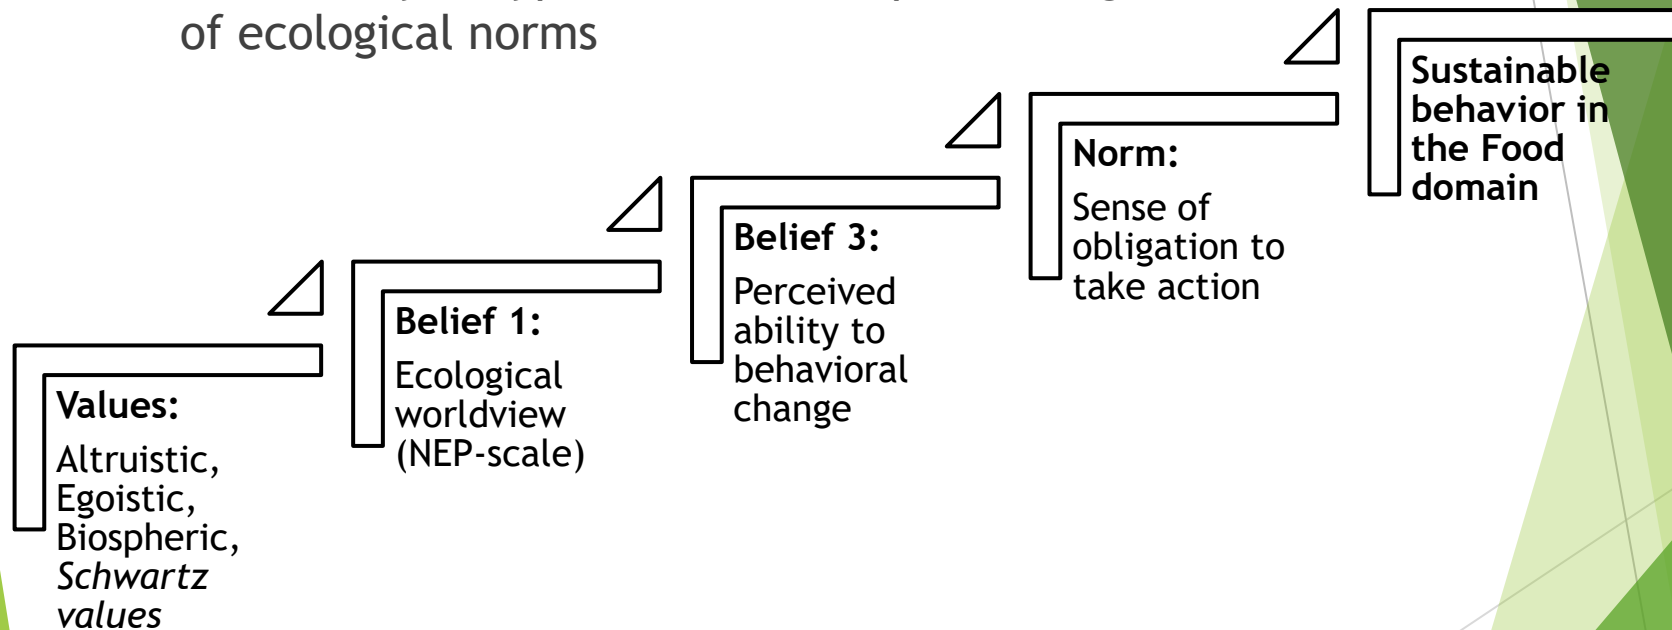 of ecological norms
Sustainable
behavior in
the Food
domain
Norm:
Sense of
obligation to
take action
Belief 3:
Perceived
ability to
behavioral
change
Belief 1:
Ecological
worldview
(NEP-scale)
Values:
Altruistic,
Egoistic,
Biospheric,
Schwartz
values